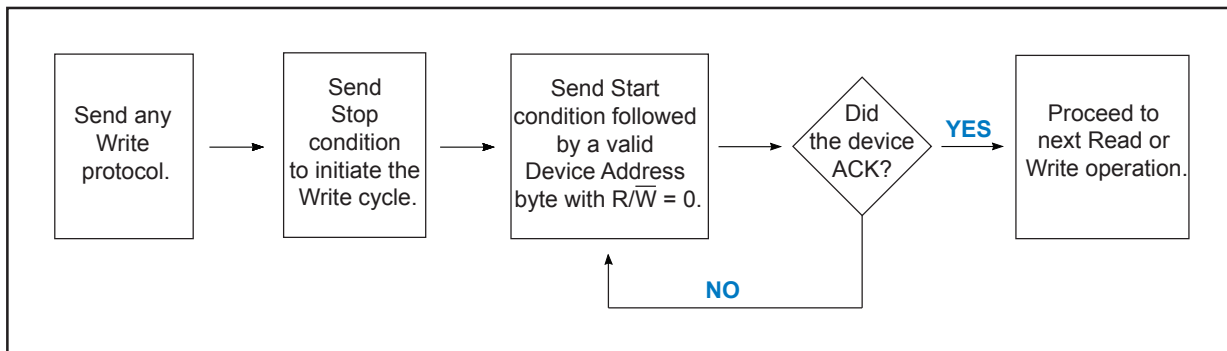 Send any
Write
protocol.
Send
Stop
condition
to initiate the
Write cycle.
Send Start
condition followed
by a valid
Device Address
byte with R/W̅ = 0.
Did
the device
ACK?
YES
Proceed to
next Read or
Write operation.
NO